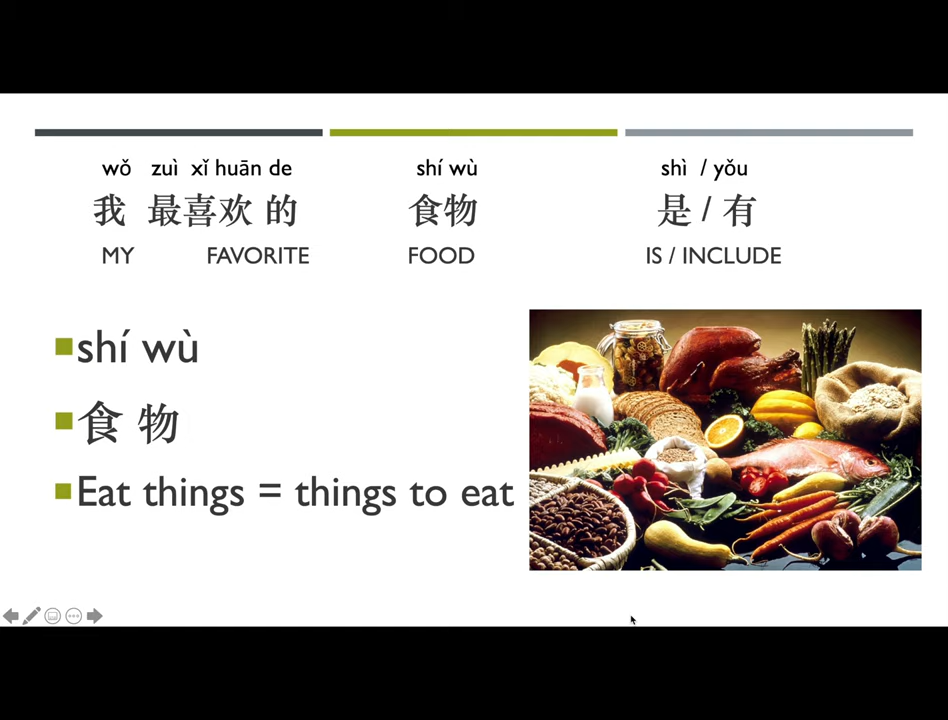 wǒ zuì xǐ huān de shí wù shì / yǒu
我 最喜欢 的 食物 是 / 有
MY FAVORITE FOOD IS / INCLUDE
shí wù
食 物
Eat things = things to eat